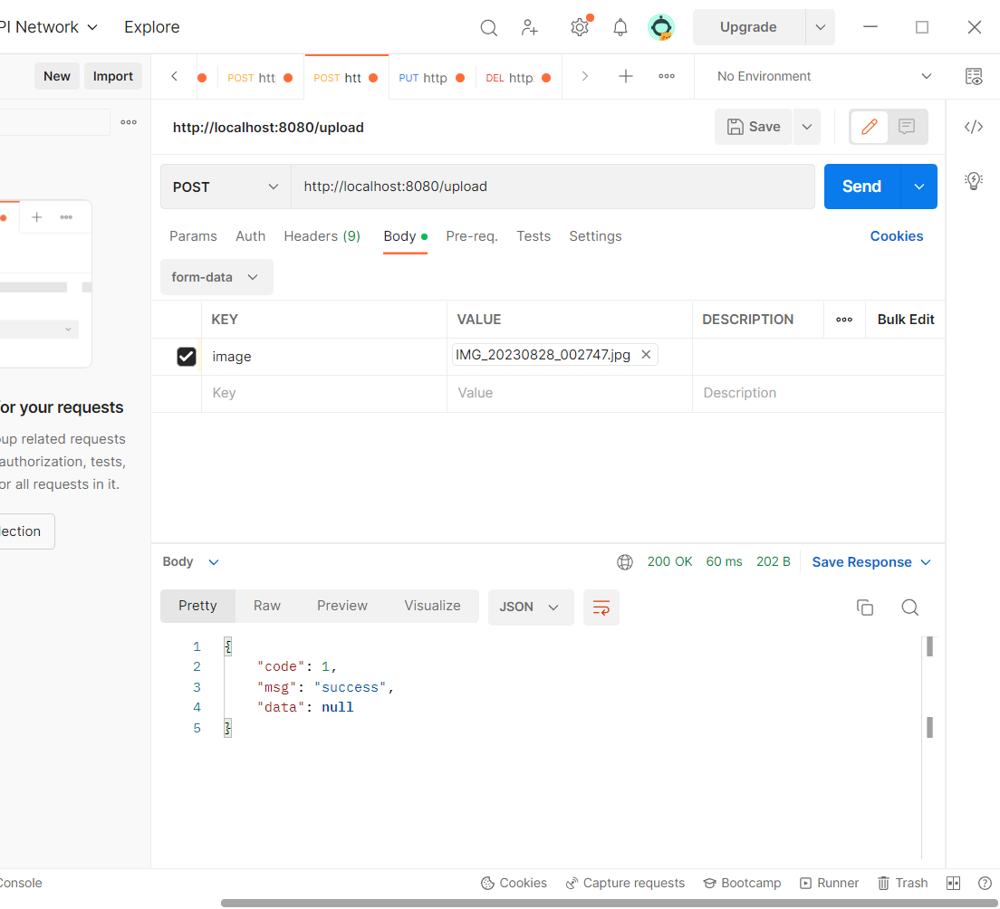 PI Network
Explore
Upgrade
New
Import
POST htt
POST htt
PUT http
DEL http
No Environment
http://localhost:8080/upload
Save
POST
http://localhost:8080/upload
Send
Params
Auth
Headers (9)
Body
Pre-req.
Tests
Settings
Cookies
form-data
KEY
VALUE
DESCRIPTION
Bulk Edit
image
IMG_20230828_002747.jpg
Key
Value
Description
or your requests
up related requests
authorization, tests,
or all requests in it.
lection
Body
200 OK
60 ms
202 B
Save Response
Pretty
Raw
Preview
Visualize
JSON
1 {
2 "code": 1,
3 "msg": "success",
4 "data": null
5 }
Console
Cookies
Capture requests
Bootcamp
Runner
Trash